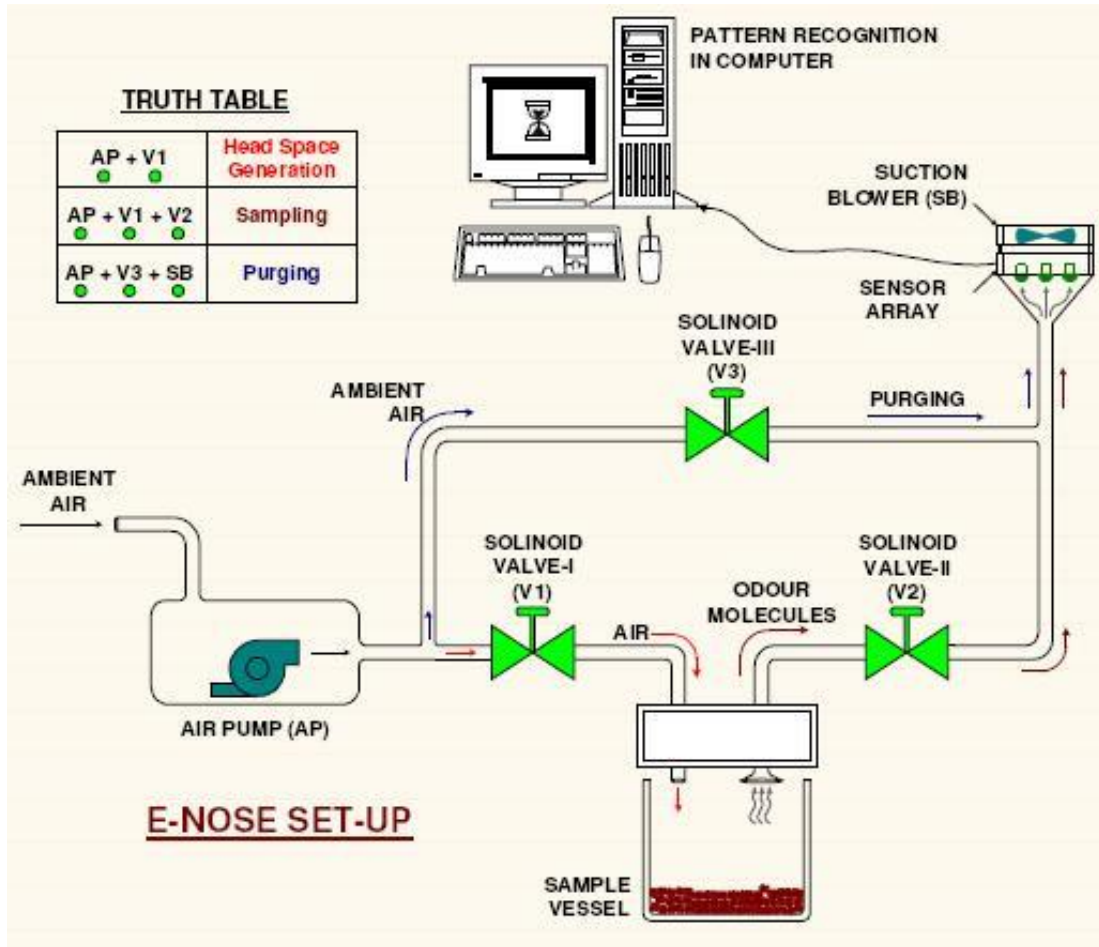 PATTERN RECOGNITION
IN COMPUTER
TRUTH TABLE
AP + V1
Head Space
Generation
AP + V1 + V2
Sampling
AP + V3 + SB
Purging
SUCTION
BLOWER (SB)
SENSOR
ARRAY
SOLINOID
VALVE-III
(V3)
AMBIENT
AIR
PURGING
AMBIENT
AIR
SOLINOID
VALVE-I
(V1)
SOLINOID
VALVE-II
(V2)
ODOUR
MOLECULES
AIR
AIR PUMP (AP)
E-NOSE SET-UP
SAMPLE
VESSEL